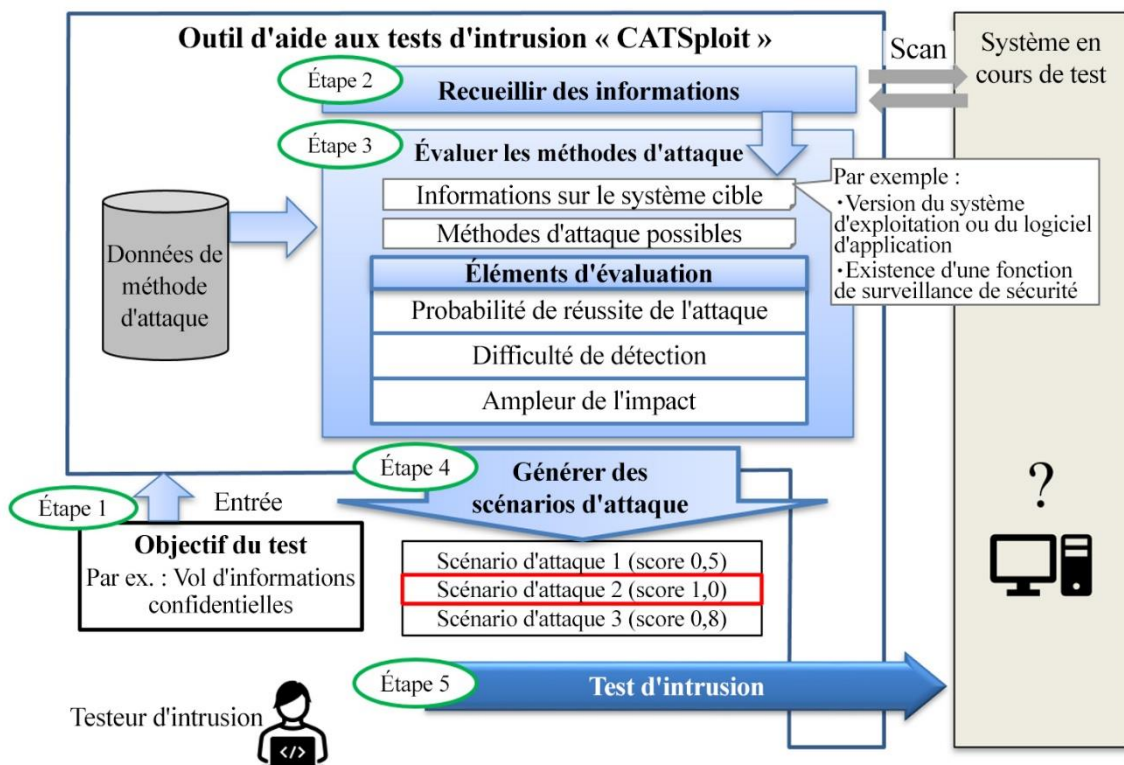 Outil d'aide aux tests d'intrusion « CATSploit »
Scan
Système en
cours de test
Étape 2
Recueillir des informations
Étape 3
Évaluer les méthodes d'attaque
Informations sur le système cible
Méthodes d'attaque possibles
Par exemple :
・Version du système
d'exploitation ou du logiciel
d'application
・Existence d'une fonction
de surveillance de sécurité
Données de
méthode
d'attaque
Éléments d'évaluation
Probabilité de réussite de l'attaque
Difficulté de détection
Ampleur de l'impact
Étape 4
Générer des
scénarios d'attaque
Étape 1
Entrée
Objectif du test
Par ex. : Vol d'informations
confidentielles
Scénario d'attaque 1 (score 0,5)
Scénario d'attaque 2 (score 1,0)
Scénario d'attaque 3 (score 0,8)
?
Étape 5
Test d'intrusion
Testeur d'intrusion
</>